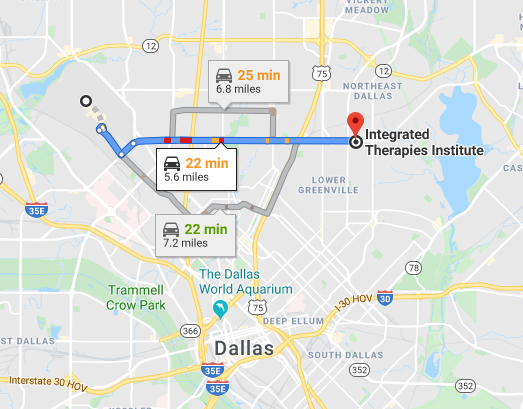 VICKERY
MEADOW
12
12
75
25 min
6.8 miles
NORTHEAST
DALLAS
Integrated
Therapies Institute
22 min
5.6 miles
LOWER
GREENVILLE
35E
22 min
7.2 miles
78
The Dallas
World Aquarium
Trammell
Crow Park
75
I-30 HOV
30
DEEP ELLUM
366
Dallas
SOUTH DALLAS
35E
352
35E
352
Interstate 30 HOV